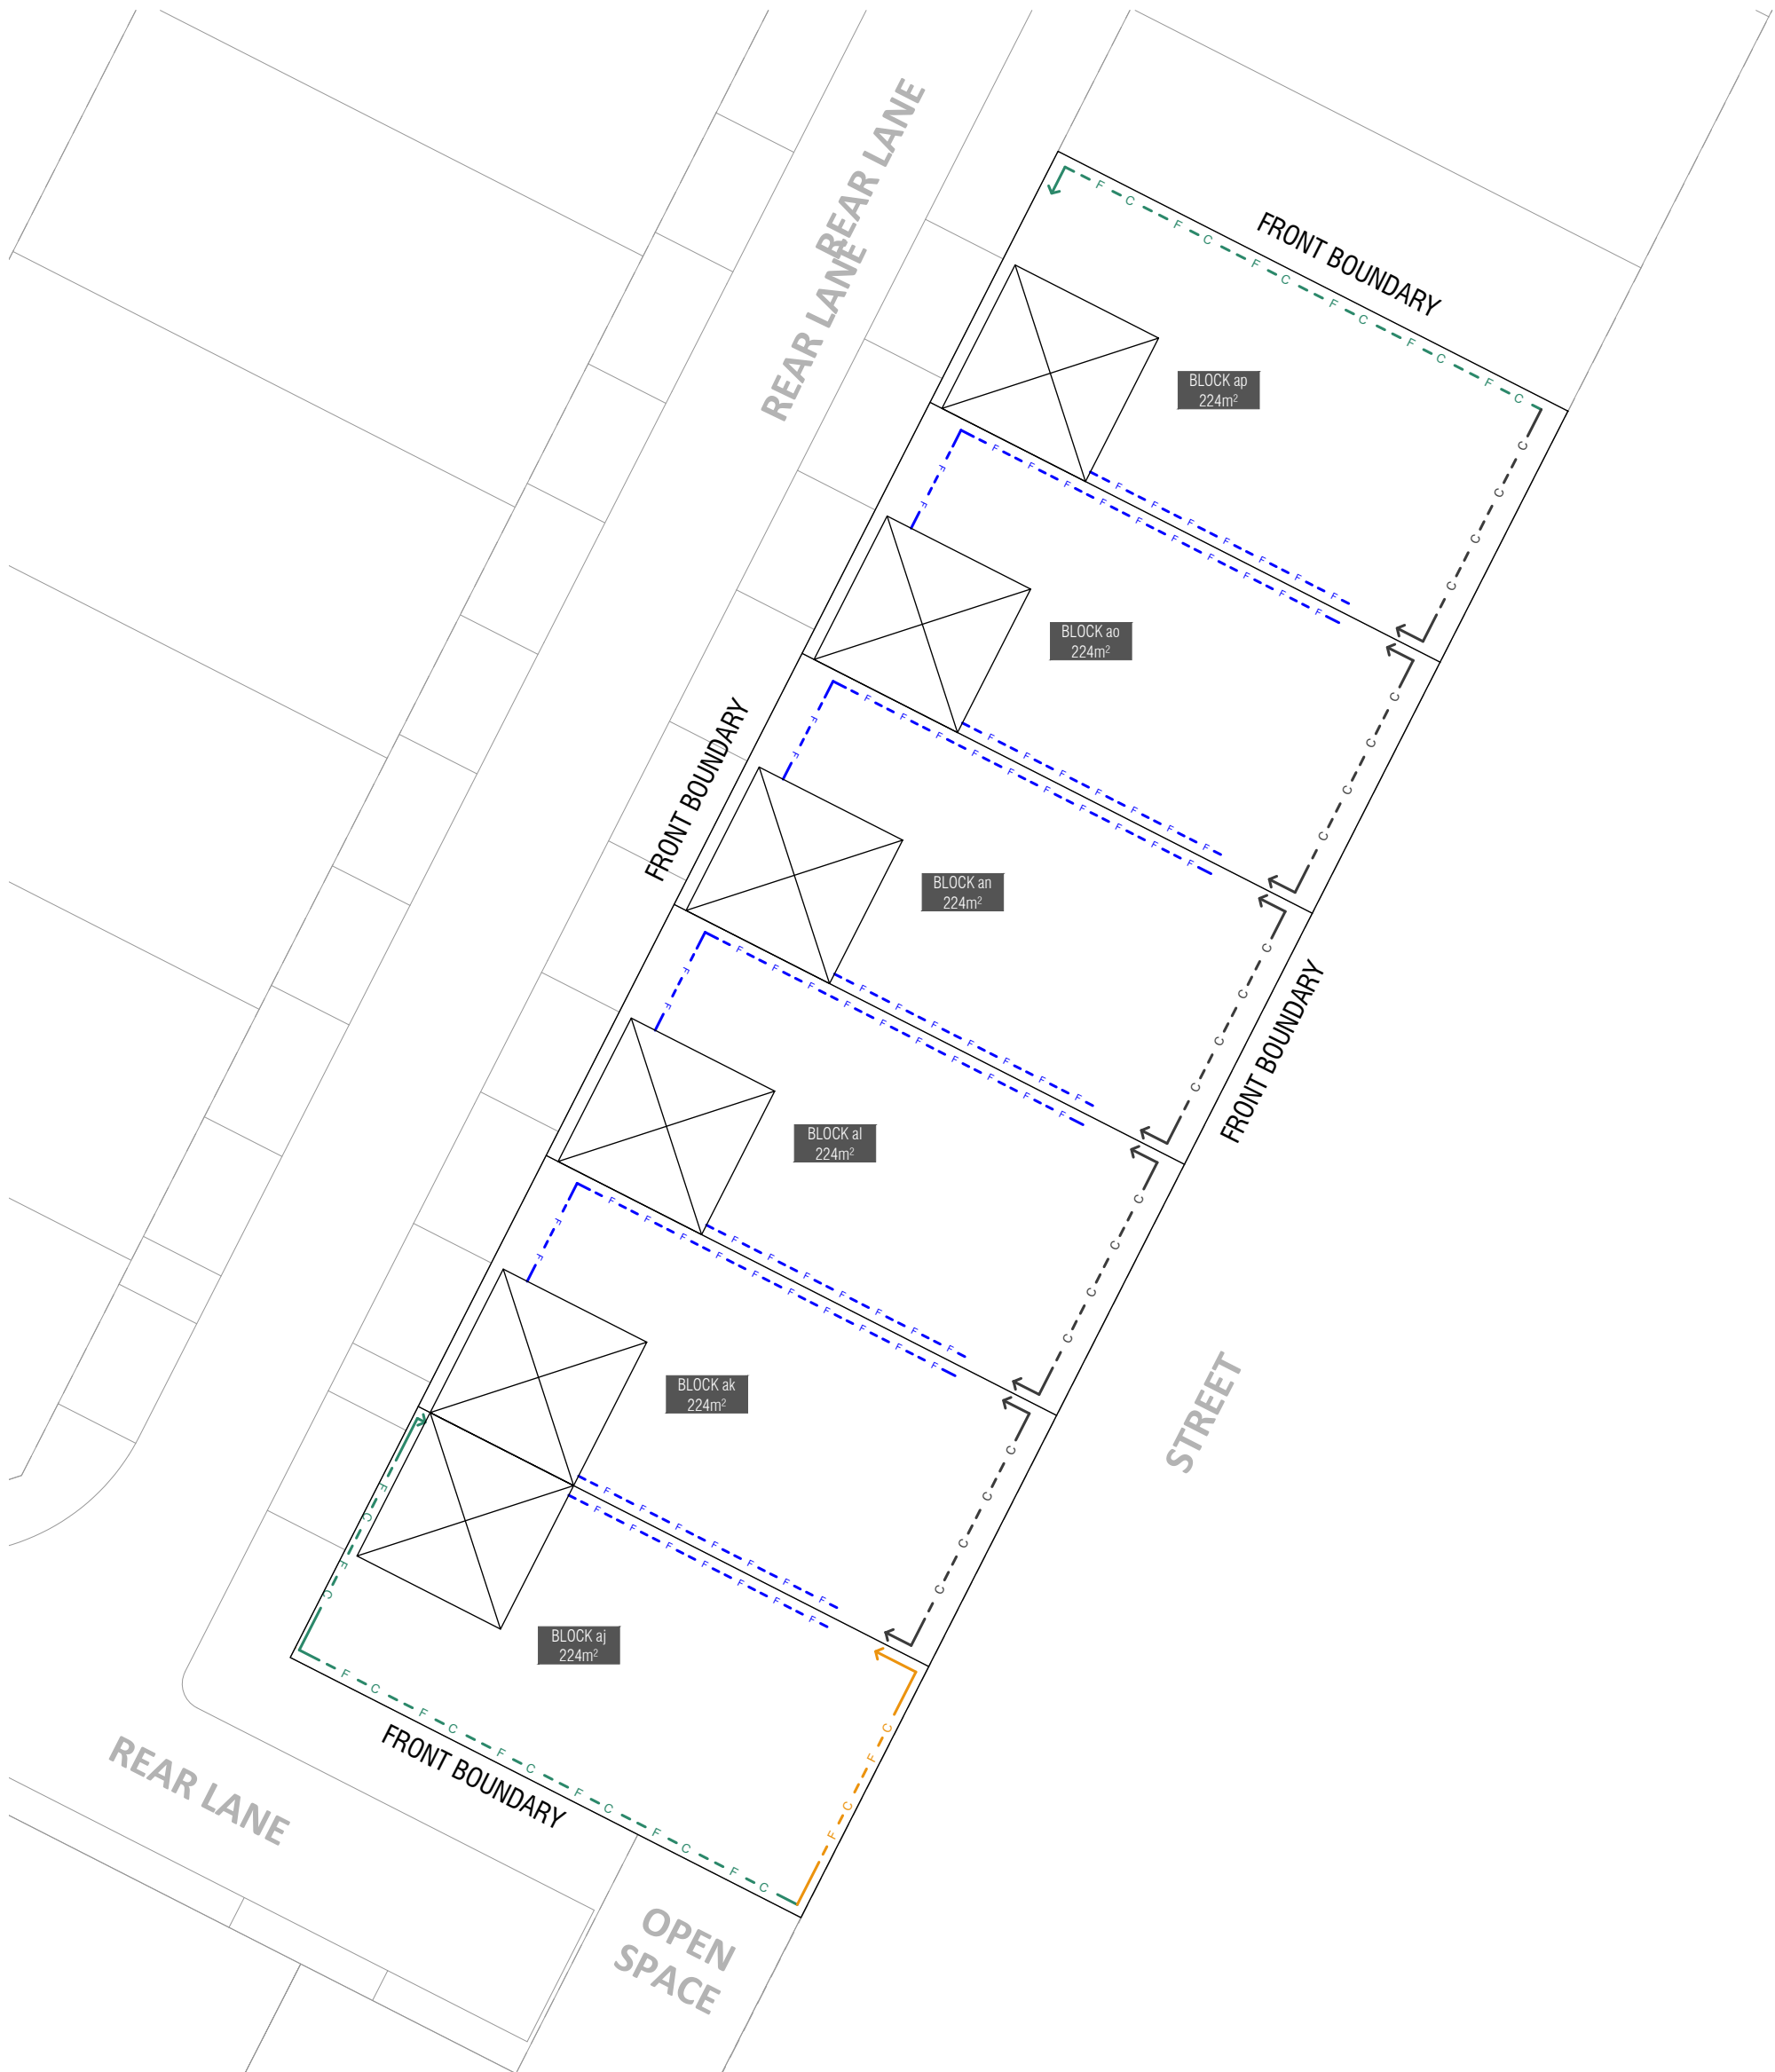 REAR LANE
REAR LANE
FRONT BOUNDARY
BLOCK ap
224m²
BLOCK ao
224m²
FRONT BOUNDARY
BLOCK an
224m²
FRONT BOUNDARY
BLOCK al
224m²
BLOCK ak
224m²
STREET
BLOCK aj
224m²
FRONT BOUNDARY
REAR LANE
OPEN
SPACE